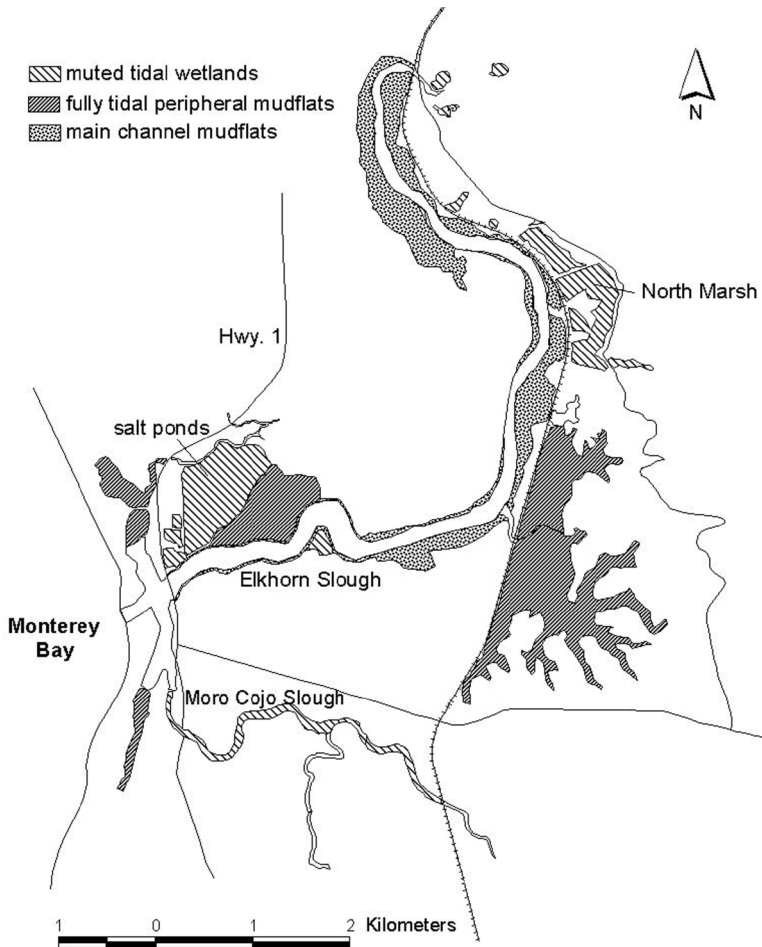 muted tidal wetlands
fully tidal peripheral mudflats
main channel mudflats
N
North Marsh
Hwy. 1
salt ponds
Elkhorn Slough
Monterey
Bay
Moro Cojo Slough
1 0 1 2 Kilometers